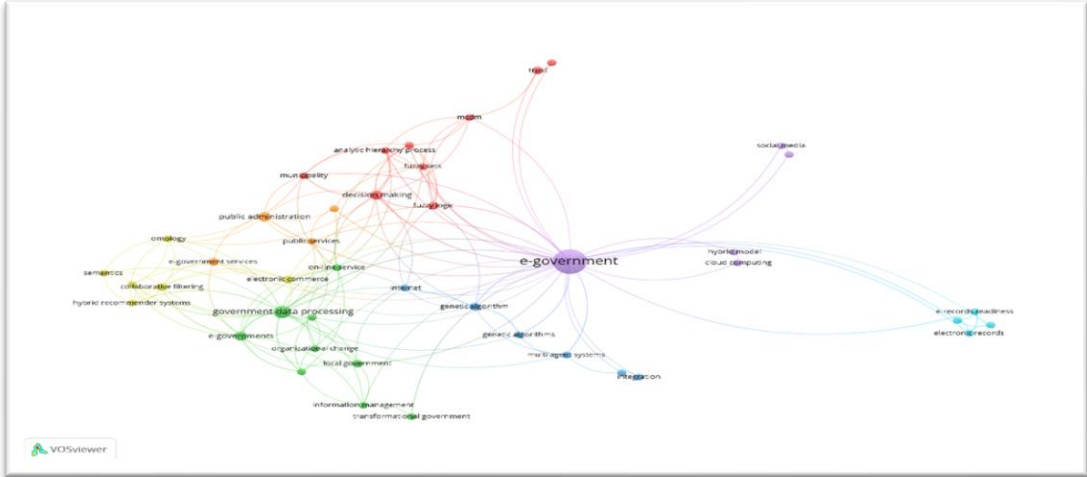 trust
mcdm
social media
analytic hierarchy process
municipality
decision making
fuzzy logic
public administration
ontology
public services
hybrid model
e-government
e-government services
cloud computing
on-line service
semantics
electronic commerce
collaborative filtering
internet
hybrid recommender systems
genetic algorithm
government data processing
e-records readiness
e-governments
genetic algorithms
electronic records
organizational change
multi agent systems
local government
integration
information management
transformational government
VOSviewer